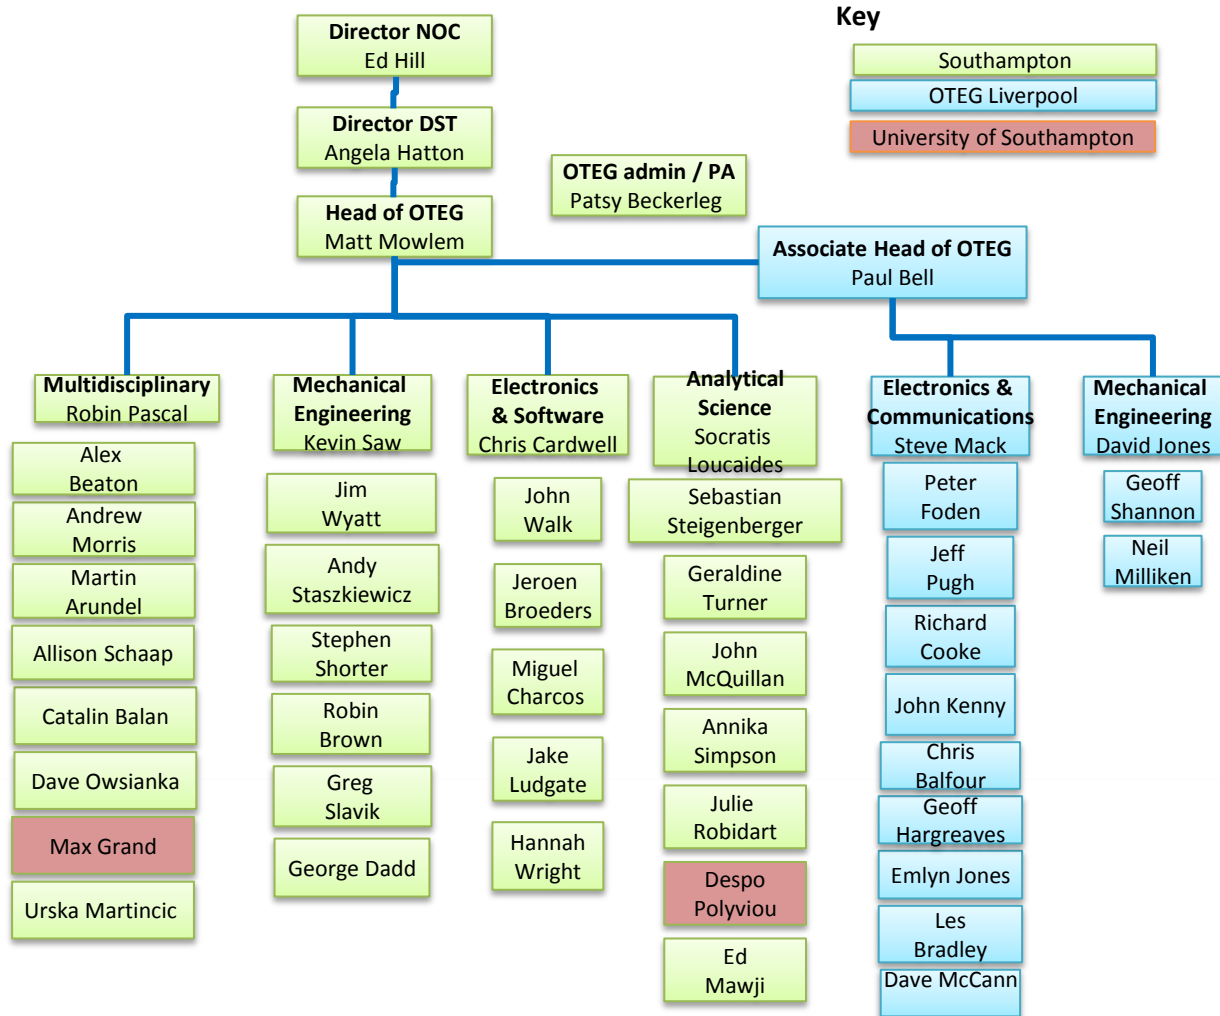 Key
Director NOC
Ed Hill
Southampton
OTEG Liverpool
University of Southampton
Director DST
Angela Hatton
OTEG admin / PA
Patsy Beckerleg
Head of OTEG
Matt Mowlem
Associate Head of OTEG
Paul Bell
Multidisciplinary
Robin Pascal
Alex
Beaton
Andrew
Morris
Martin
Arundel
Allison Schaap
Catalin Balan
Dave Owsianka
Max Grand
Urska Martincic
Mechanical
Engineering
Kevin Saw
Jim
Wyatt
Andy
Staszkiewicz
Stephen
Shorter
Robin
Brown
Greg
Slavik
George Dadd
Electronics
& Software
Chris Cardwell
John
Walk
Jeroen
Broeders
Miguel
Charcos
Jake
Ludgate
Hannah
Wright
Analytical
Science
Socratis
Loucaides
Sebastian
Steigenberger
Geraldine
Turner
John
McQuillan
Annika
Simpson
Julie
Robidart
Despo
Polyviou
Ed
Mawji
Electronics &
Communications
Steve Mack
Peter
Foden
Jeff
Pugh
Richard
Cooke
John Kenny
Chris
Balfour
Geoff
Hargreaves
Emlyn Jones
Les
Bradley
Dave McCann
Mechanical
Engineering
David Jones
Geoff
Shannon
Neil
Milliken